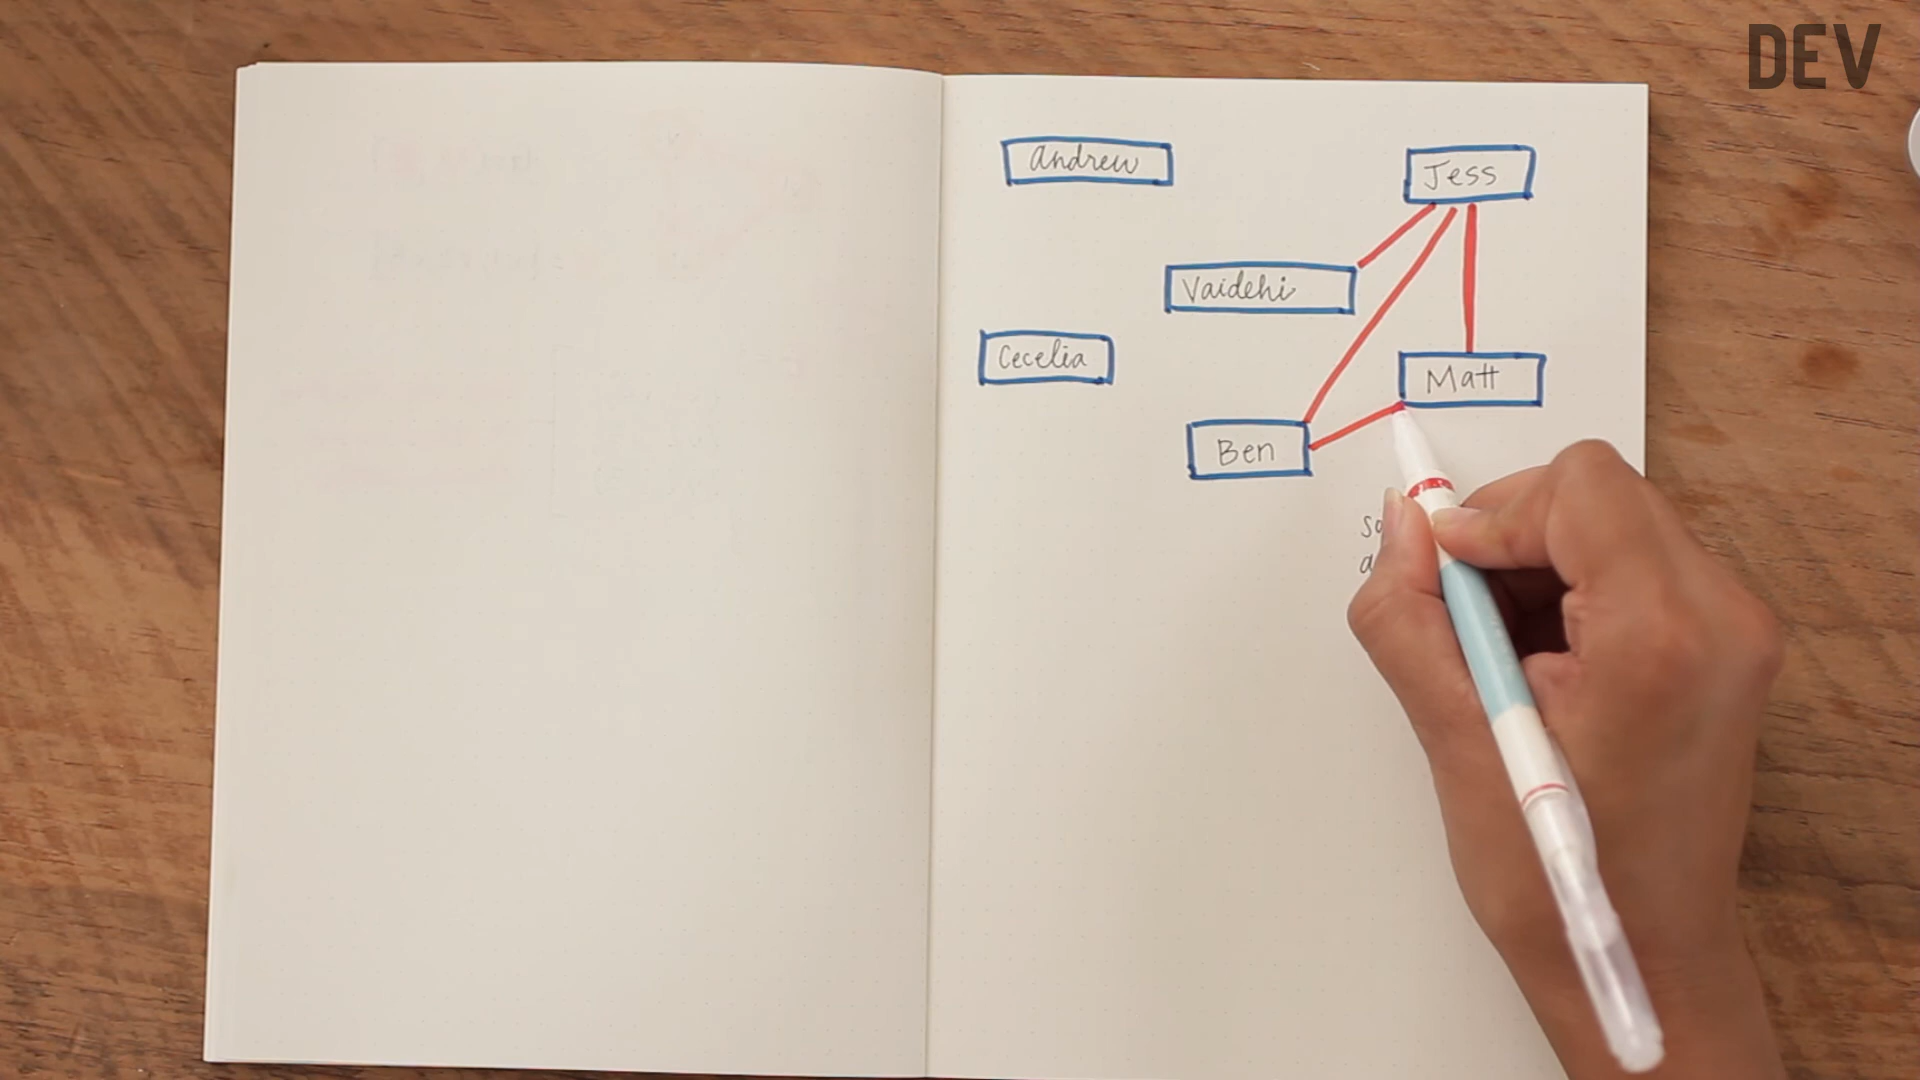 DEV
andrew
Jess
Vaidehi
Cecelia
Matt
Ben